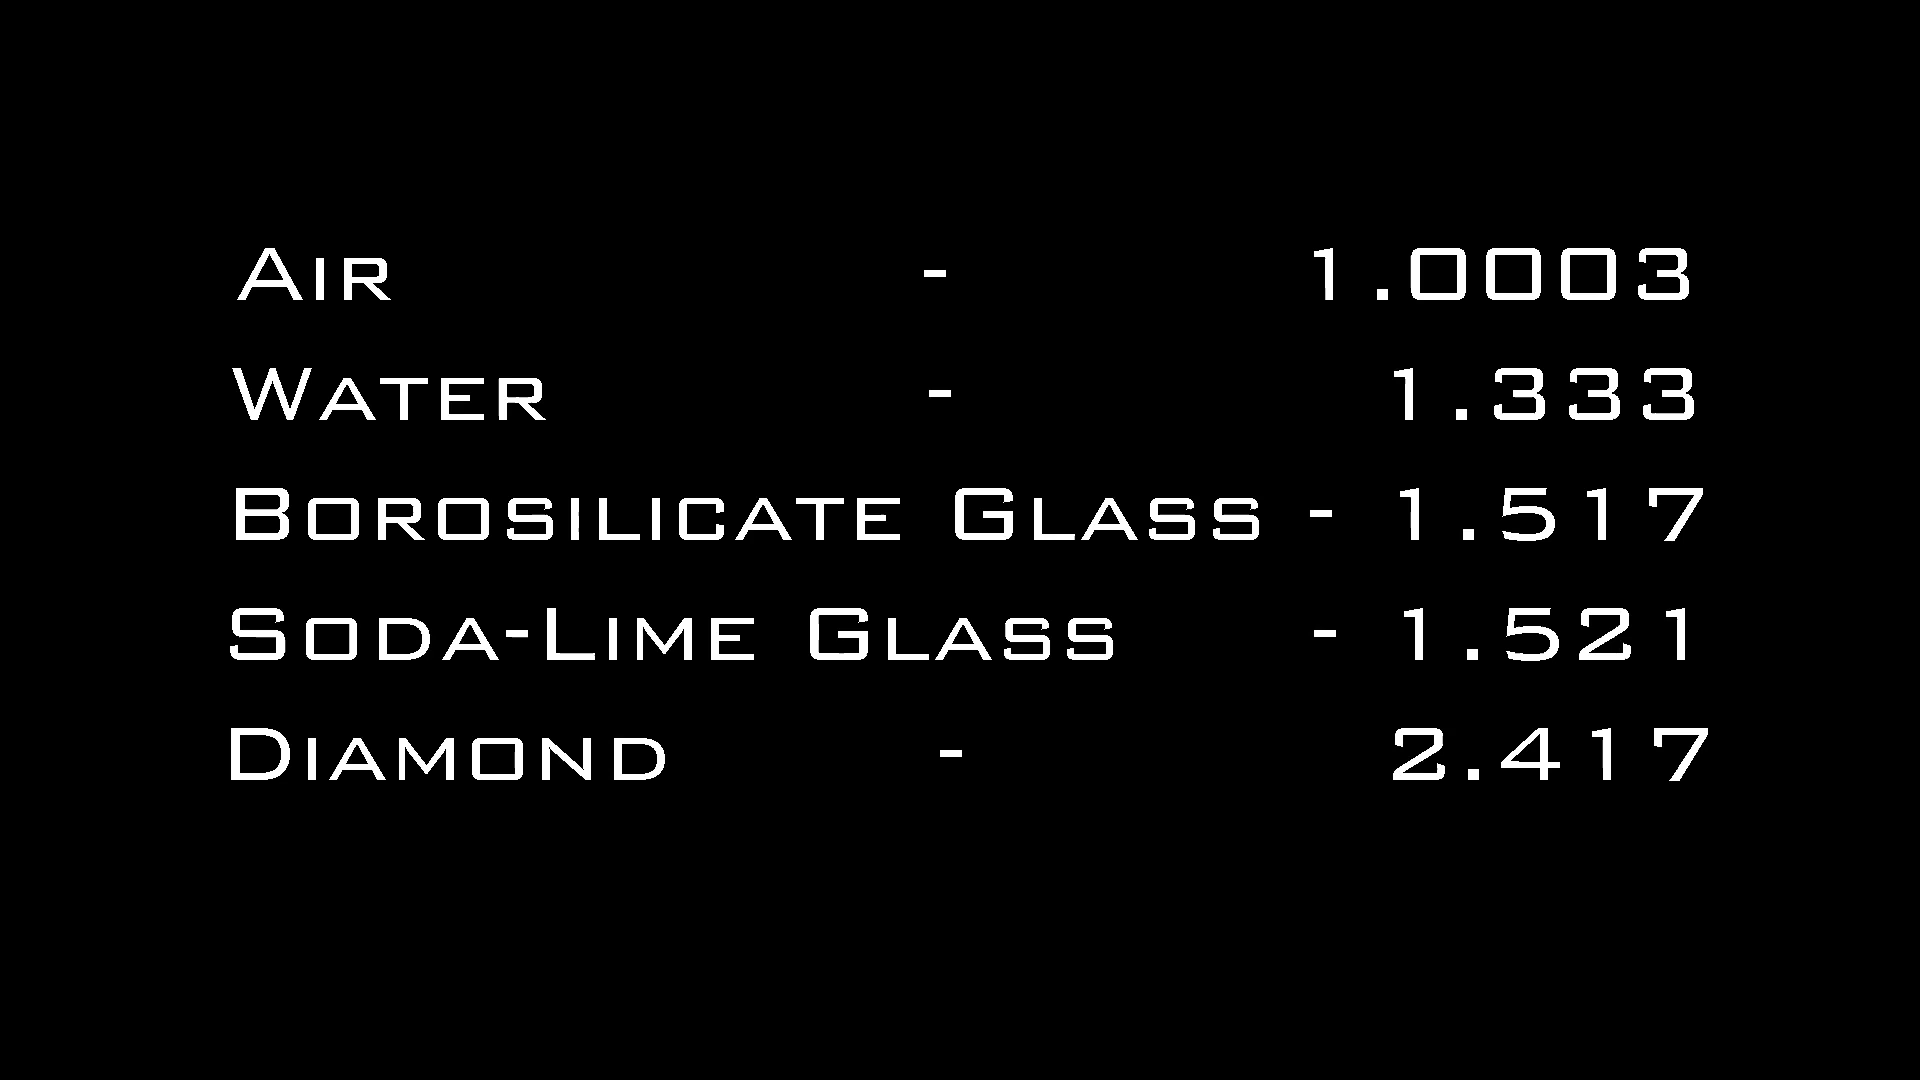 Air - 1.0003
Water - 1.333
Borosilicate Glass - 1.517
Soda-Lime Glass - 1.521
Diamond - 2.417